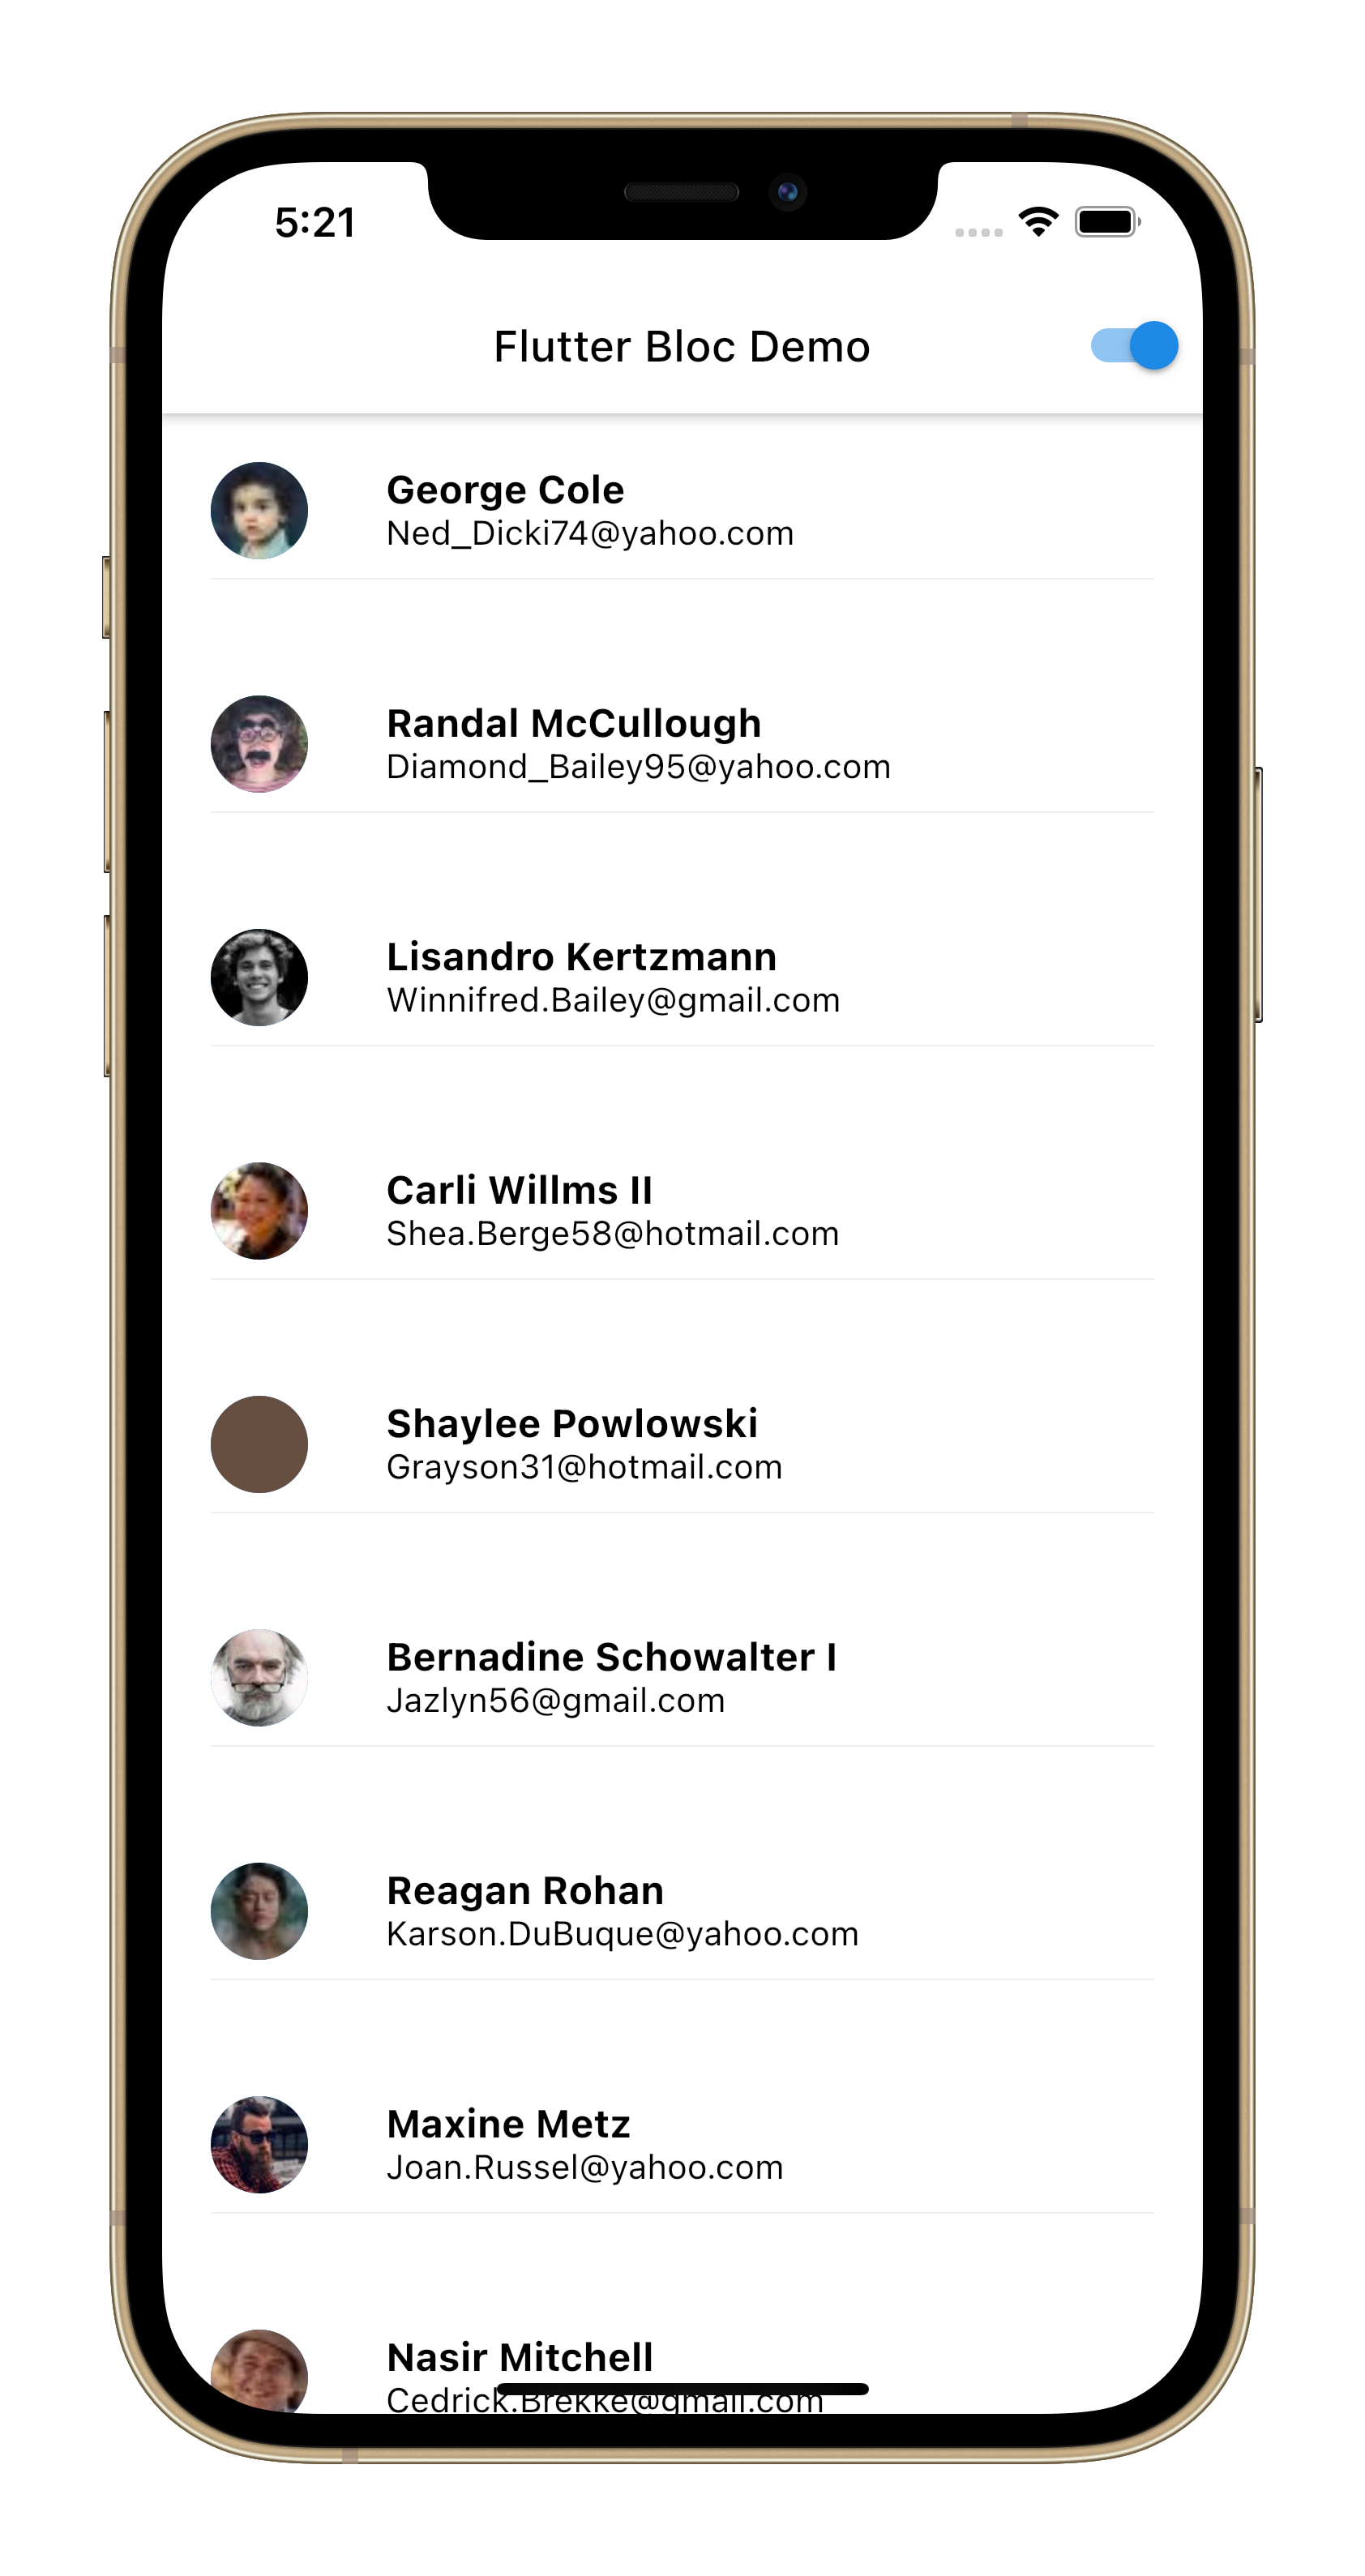 5:21
Flutter Bloc Demo
George Cole
Ned_Dicki74@yahoo.com
Randal McCullough
Diamond_Bailey95@yahoo.com
Lisandro Kertzmann
Winnifred.Bailey@gmail.com
Carli Willms II
Shea.Berge58@hotmail.com
Shaylee Powlowski
Grayson31@hotmail.com
Bernadine Schowalter I
Jazlyn56@gmail.com
Reagan Rohan
Karson.DuBuque@yahoo.com
Maxine Metz
Joan.Russel@yahoo.com
Nasir Mitchell
Cedrick.Brekke@gmail.com